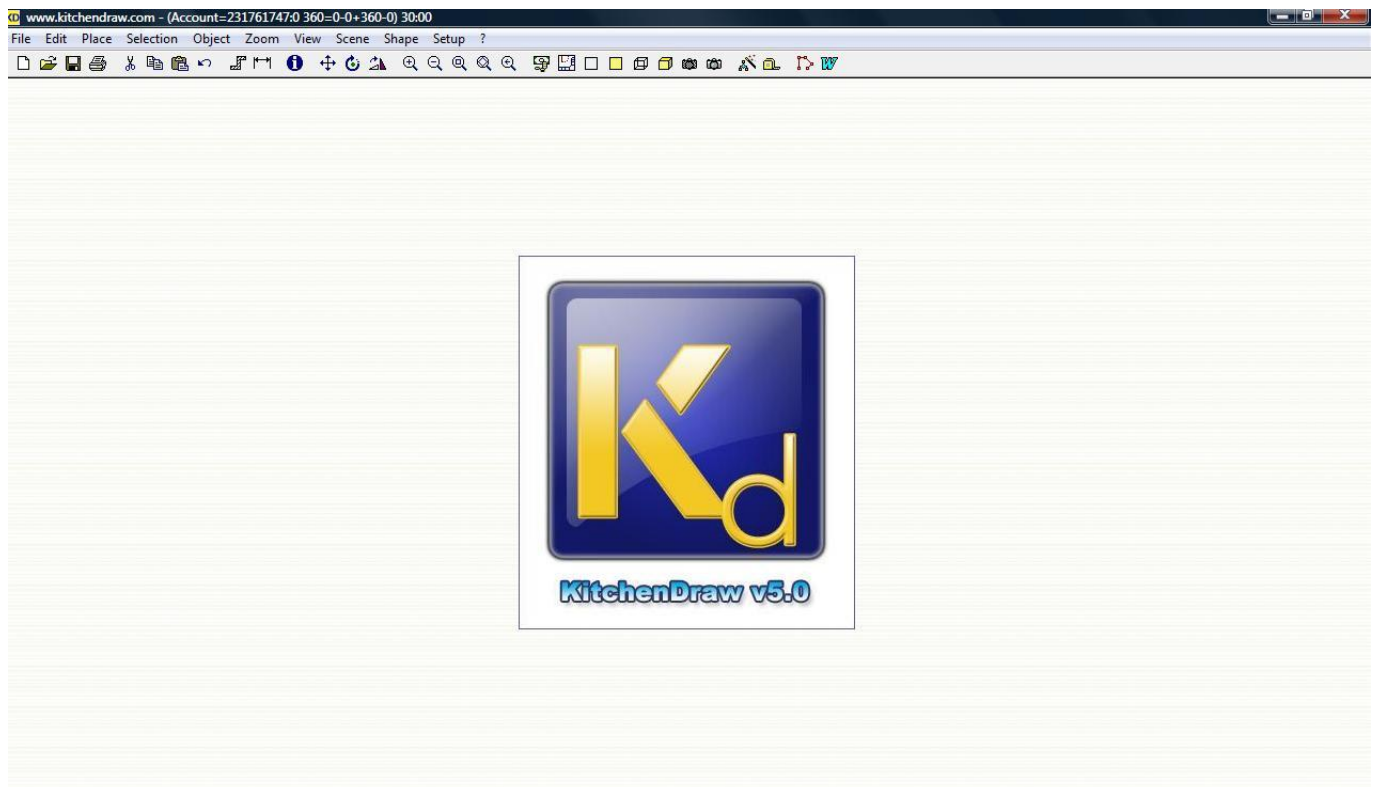 www.kitchendraw.com - (Account=231761747:0 360=0-0+360-0) 30:00
File Edit Place Selection Object Zoom View Scene Shape Setup ?
Kd
KitchenDraw v5.0